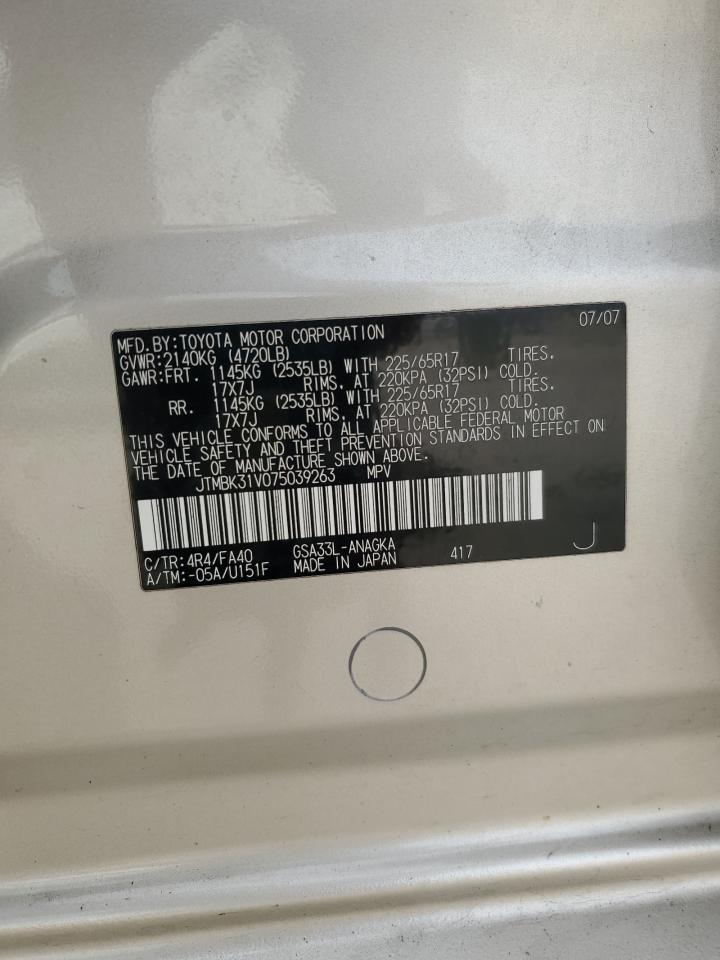 07/07
MFD.BY:TOYOTA MOTOR CORPORATION
GVWR:2140KG (4720LB)
GAWR:FRT. 1145KG (2535LB) WITH 225/65R17 TIRES.
17X7J RIMS, AT 220KPA (32PSI) COLD.
RR. 1145KG (2535LB) WITH 225/65R17 TIRES.
17X7J RIMS, AT 220KPA (32PSI) COLD.
THIS VEHICLE CONFORMS TO ALL APPLICABLE FEDERAL MOTOR
VEHICLE SAFETY AND THEFT PREVENTION STANDARDS IN EFFECT ON
THE DATE OF MANUFACTURE SHOWN ABOVE.
JTMBK31V075039263 MPV
C/TR:4R4/FA40 GSA33L-ANAGKA 417 J
A/TM:-05A/U151F MADE IN JAPAN